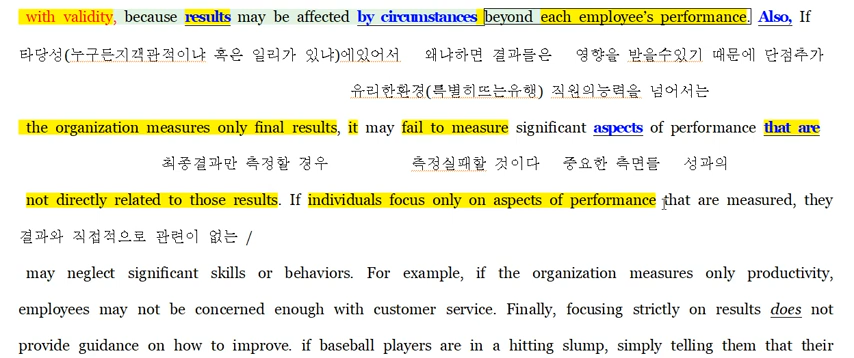 with validity, because results may be affected by circumstances beyond each employee's performance. Also, If
타당성(누구든지객관적이냐 혹은 일리가 있냐)에있어서 왜냐하면 결과들은 영향을 받을수있기 때문에 단점추가
유리한환경(특별히뜨는유행) 직원의능력을 넘어서는
the organization measures only final results, it may fail to measure significant aspects of performance that are
최종결과만 측정할 경우 측정실패할 것이다 중요한 측면들 성과의
not directly related to those results. If individuals focus only on aspects of performance that are measured, they
결과와 직접적으로 관련이 없는 /
may neglect significant skills or behaviors. For example, if the organization measures only productivity,
employees may not be concerned enough with customer service. Finally, focusing strictly on results does not
provide guidance on how to improve. if baseball players are in a hitting slump, simply telling them that their